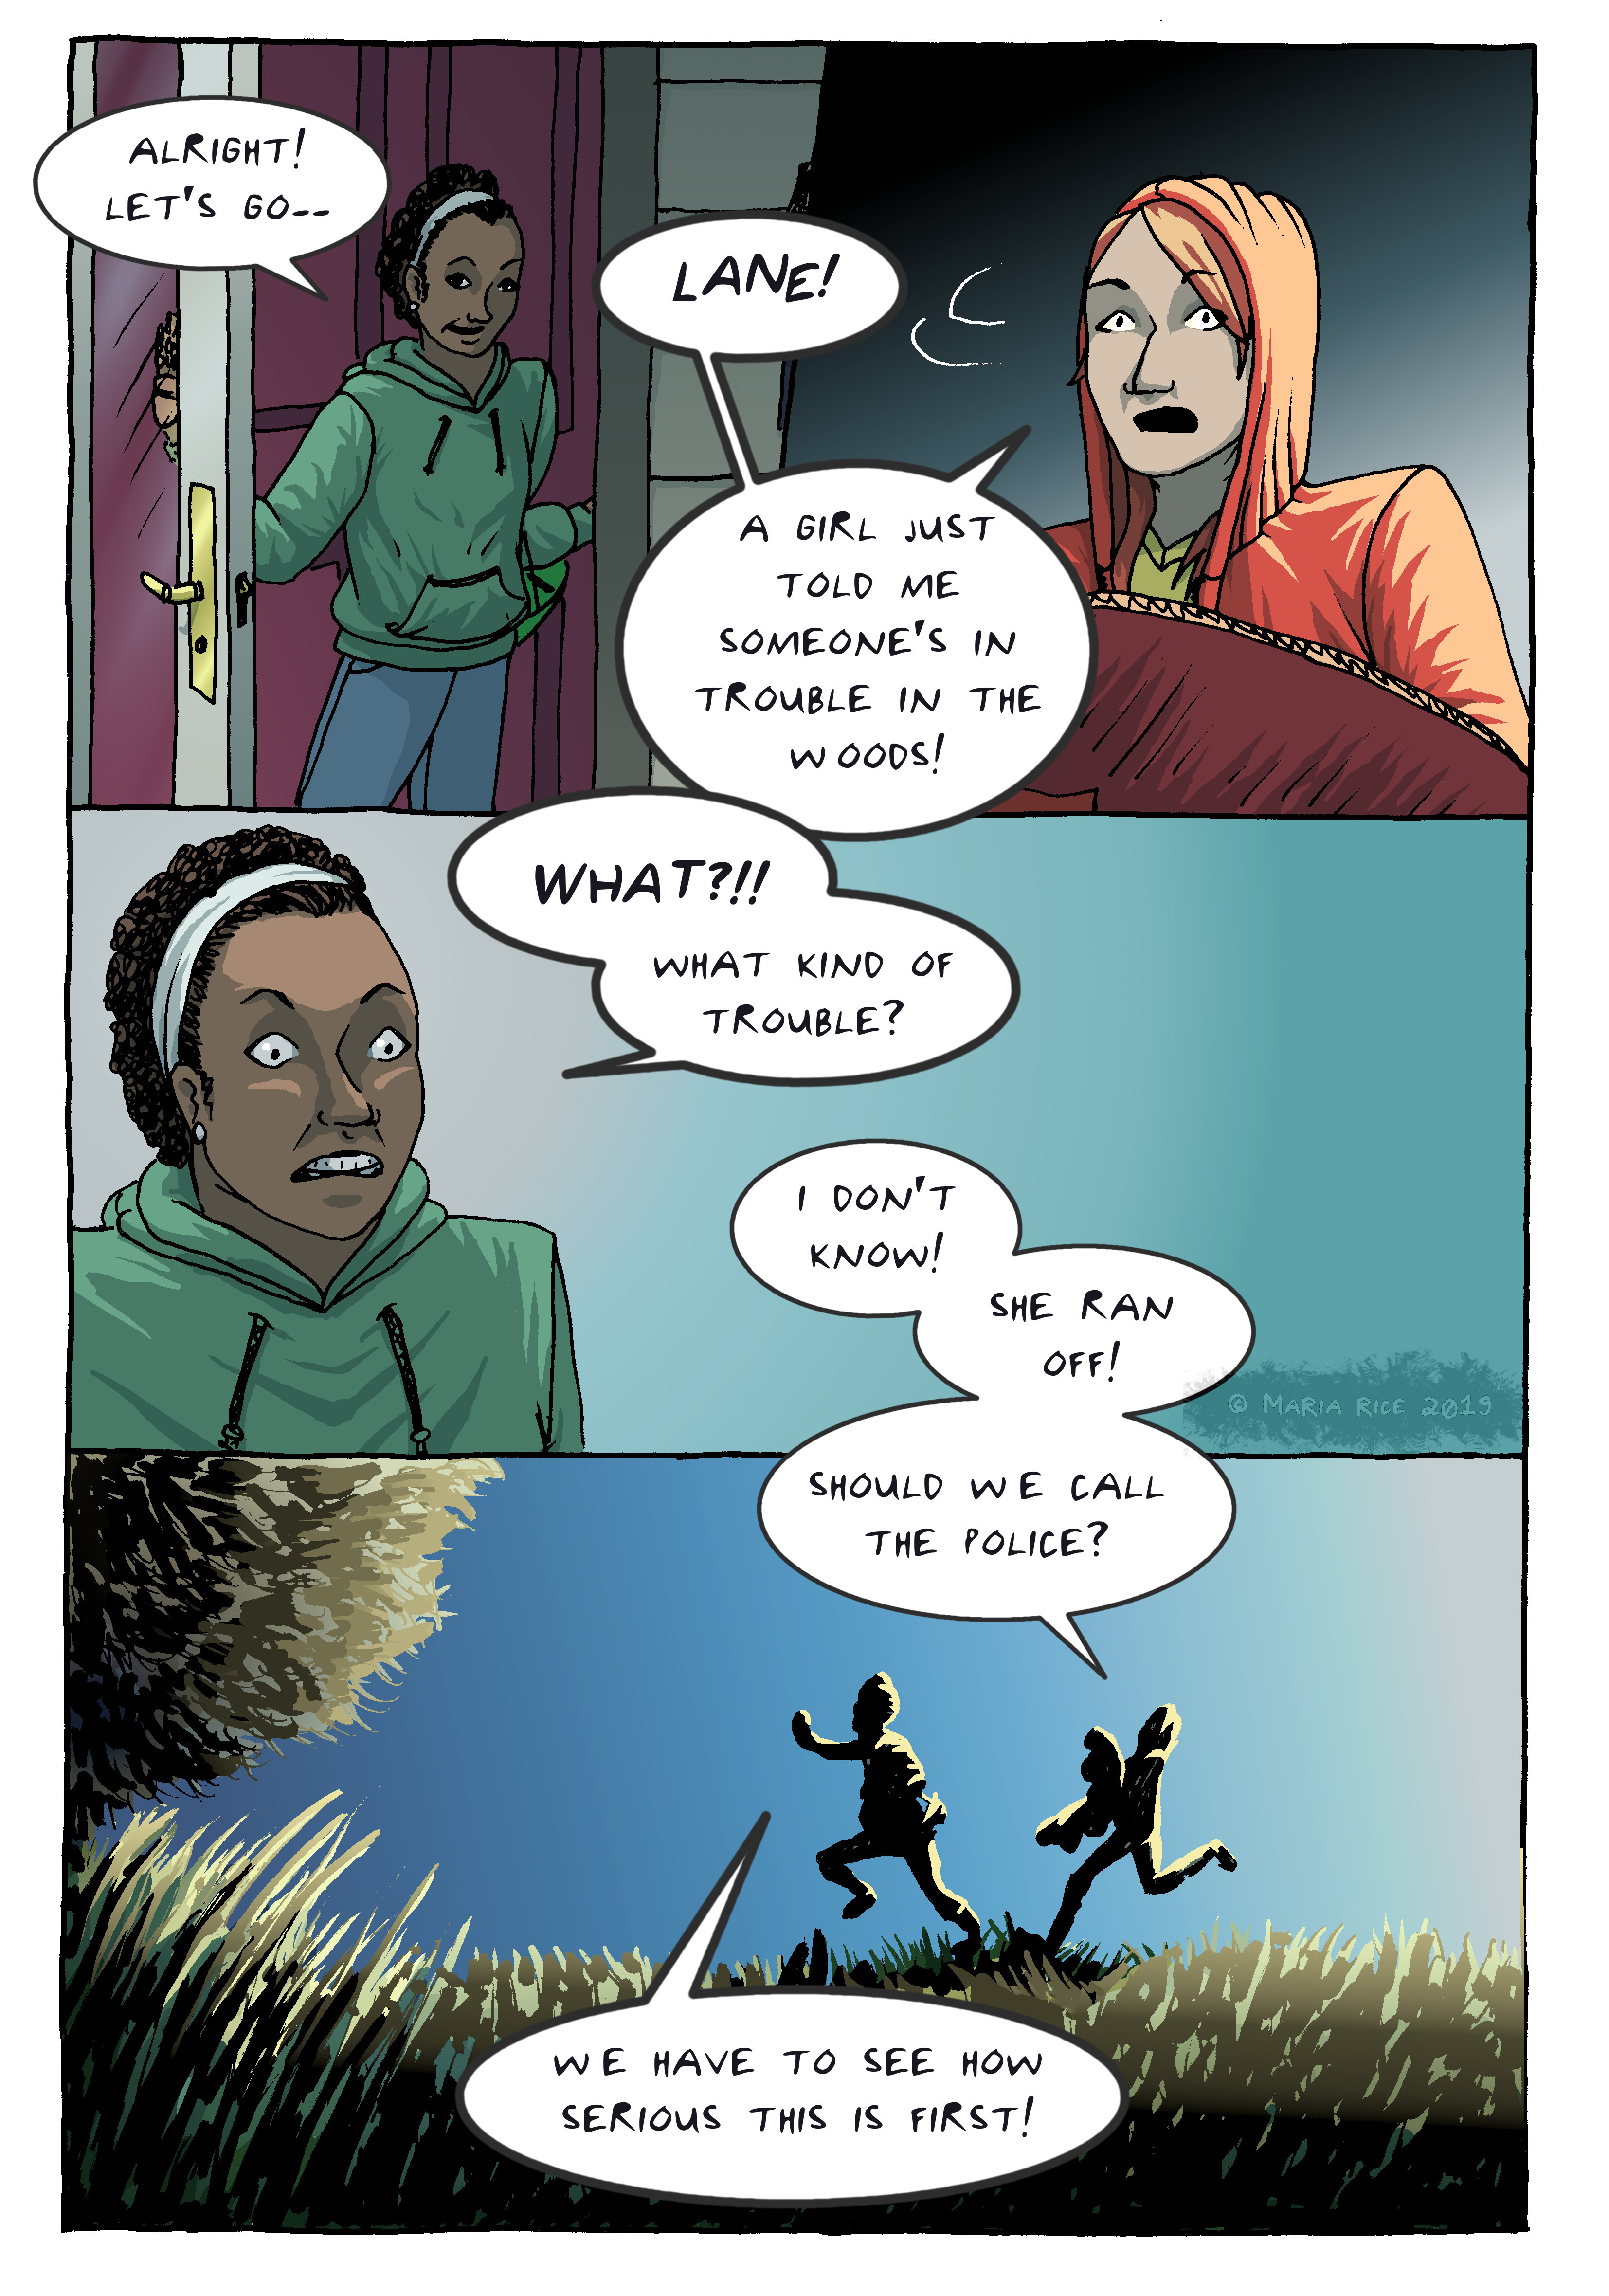 ALRIGHT!
LET'S GO--
LANE!
A GIRL JUST
TOLD ME
SOMEONE'S IN
TROUBLE IN THE
WOODS!
WHAT?!!
WHAT KIND OF
TROUBLE?
I DON'T
KNOW!
SHE RAN
OFF!
© MARIA RICE 2019
SHOULD WE CALL
THE POLICE?
WE HAVE TO SEE HOW
SERIOUS THIS IS FIRST!